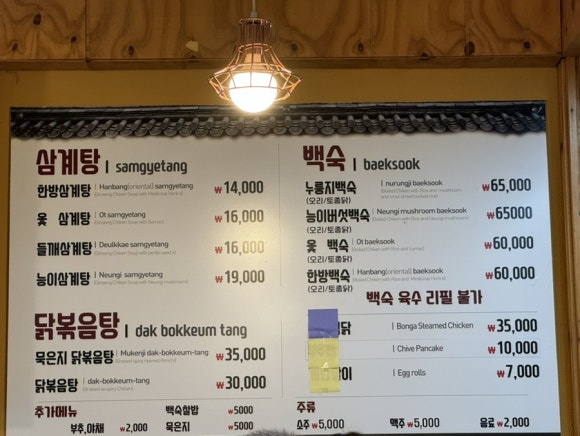 삼계탕 | samgyetang
한방삼계탕 | Hanbang(oriental) samgyetang ₩14,000
옻 삼계탕 | Ot samgyetang ₩16,000
들깨삼계탕 | Deulkkae samgyetang ₩16,000
능이삼계탕 | Neungi samgyetang ₩19,000
닭볶음탕 | dak bokkeum tang
묵은지 닭볶음탕 | Mukenji dak-bokkeum-tang ₩35,000
닭볶음탕 | dak-bokkeum-tang ₩30,000
추가메뉴
백숙찰밥 ₩5000
부추,야채 ₩2,000
묵은지 ₩5000
백숙 | baeksook
누룽지백숙 | nurungji baeksook ₩65,000
(오리/토종닭)
능이버섯백숙 | Neungi mushroom baeksook ₩65000
(오리/토종닭)
옻 백숙 | Ot baeksook ₩60,000
(오리/토종닭)
한방백숙 | Hanbang(oriental) baeksook ₩60,000
(오리/토종닭)
백숙 육수 리필 불가
닭 | Bonga Steamed Chicken ₩35,000
| Chive Pancake ₩10,000
말이 | Egg rolls ₩7,000
주류
소주 ₩5,000 맥주 ₩5,000 음료 ₩2,000